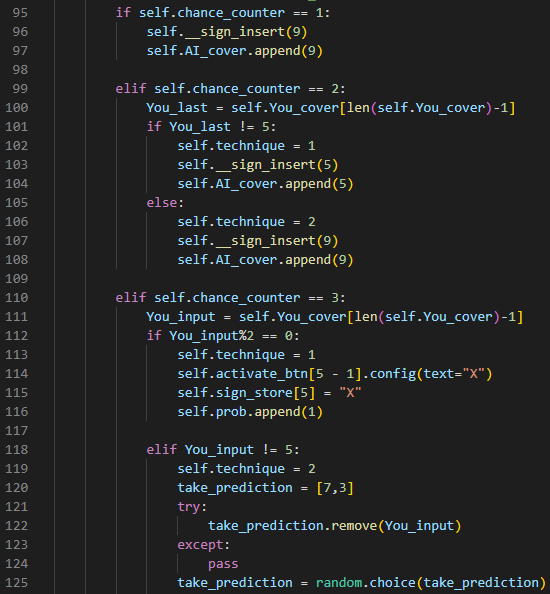 95 if self.chance_counter == 1:
96 self.__sign_insert(9)
97 self.AI_cover.append(9)
98
99 elif self.chance_counter == 2:
100 You_last = self.You_cover[len(self.You_cover)-1]
101 if You_last != 5:
102 self.technique = 1
103 self.__sign_insert(5)
104 self.AI_cover.append(5)
105 else:
106 self.technique = 2
107 self.__sign_insert(9)
108 self.AI_cover.append(9)
109
110 elif self.chance_counter == 3:
111 You_input = self.You_cover[len(self.You_cover)-1]
112 if You_input%2 == 0:
113 self.technique = 1
114 self.activate_btn[5 - 1].config(text="X")
115 self.sign_store[5] = "X"
116 self.prob.append(1)
117
118 elif You_input != 5:
119 self.technique = 2
120 take_prediction = [7,3]
121 try:
122 take_prediction.remove(You_input)
123 except:
124 pass
125 take_prediction = random.choice(take_prediction)